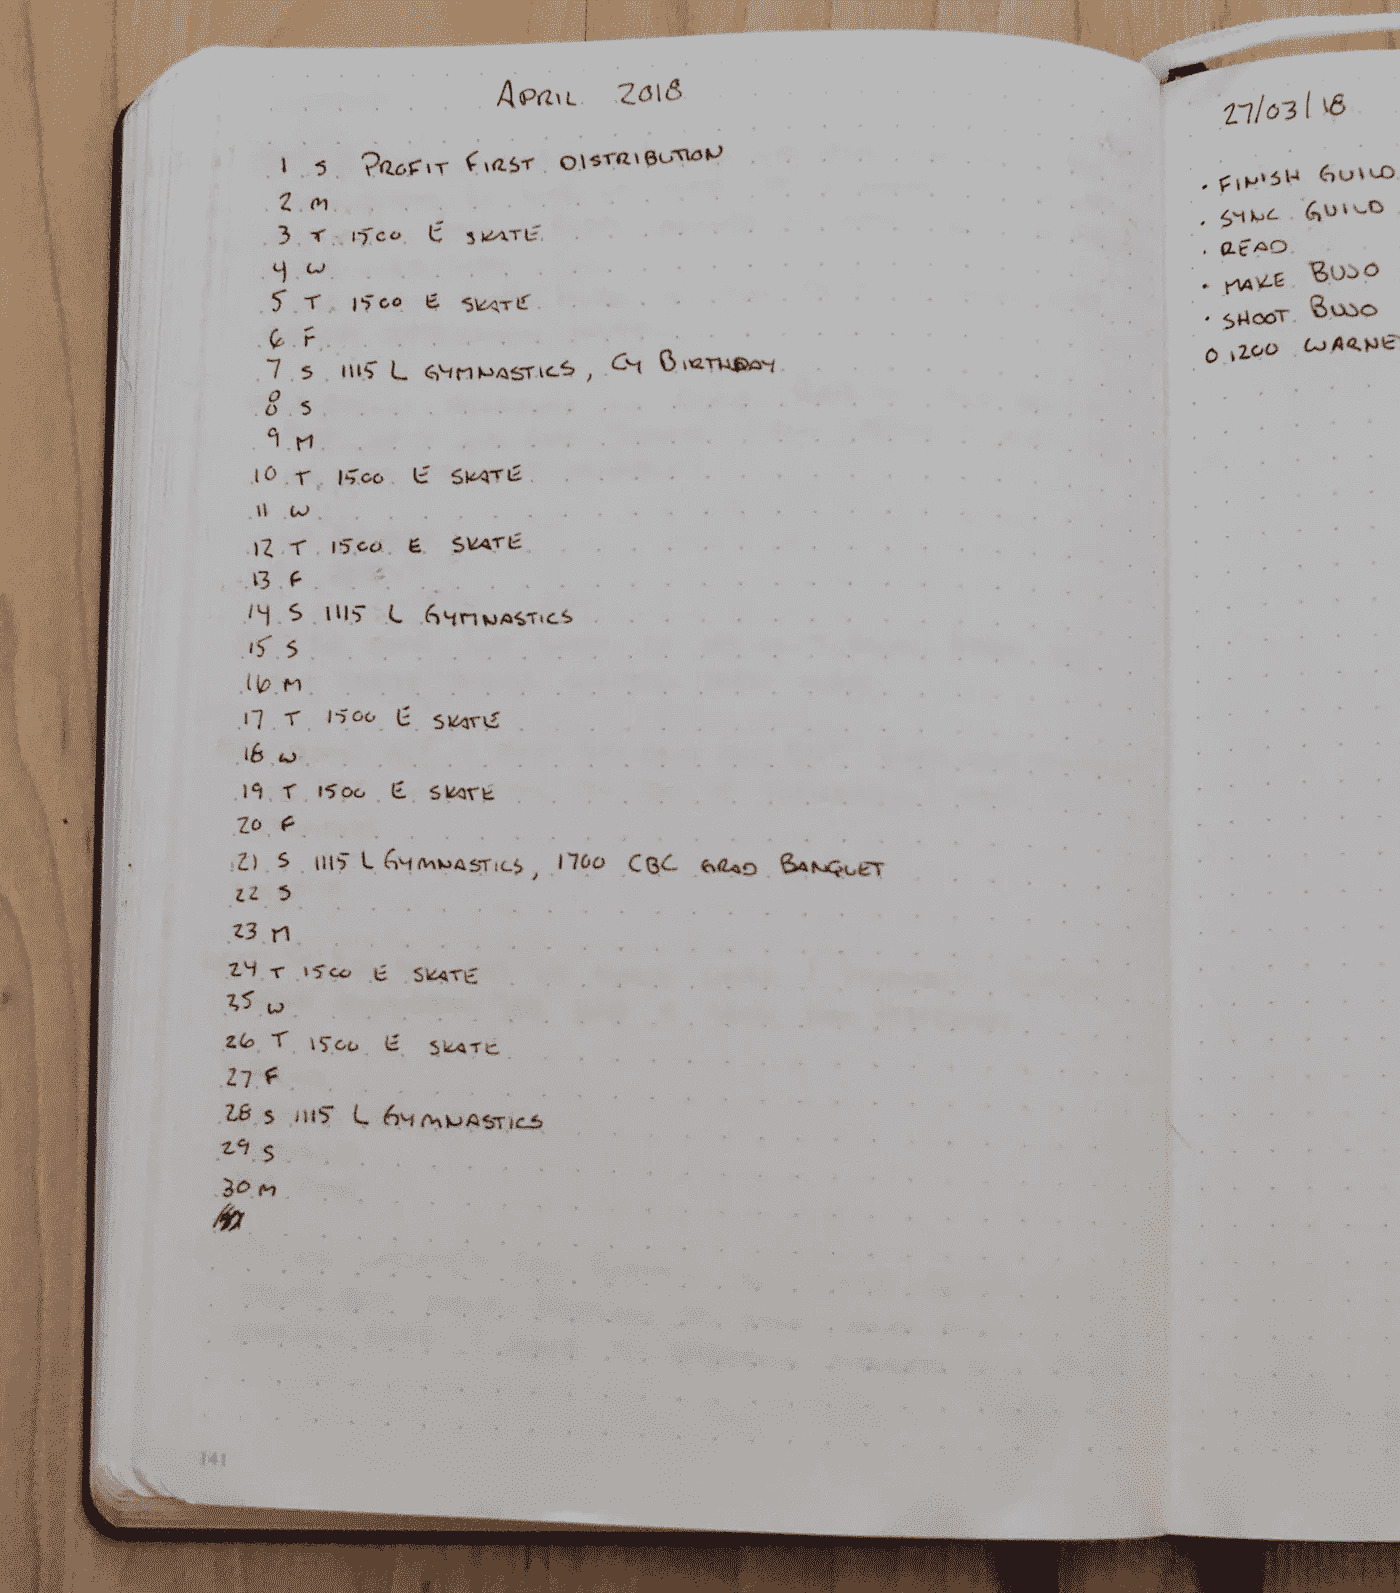 APRIL 2018
1 S PROFIT FIRST DISTRIBUTION
2 M
3 T 1500 E SKATE
4 W
5 T 1500 E SKATE
6 F
7 S 1115 L GYMNASTICS, CY BIRTHDAY
8 S
9 M
10 T 1500 E SKATE
11 W
12 T 1500 E SKATE
13 F
14 S 1115 L GYMNASTICS
15 S
16 M
17 T 1500 E SKATE
18 W
19 T 1500 E SKATE
20 F
21 S 1115 L GYMNASTICS, 1700 CBC GRAD BANQUET
22 S
23 M
24 T 1500 E SKATE
35 W
26 T 1500 E SKATE
27 F
28 S 1115 L GYMNASTICS
29 S
30 M
141
27/03/18
· FINISH GUILD
· SYNC GUILD
· READ
· MAKE BUJO
· SHOOT BUJO
O 1200 WARNE